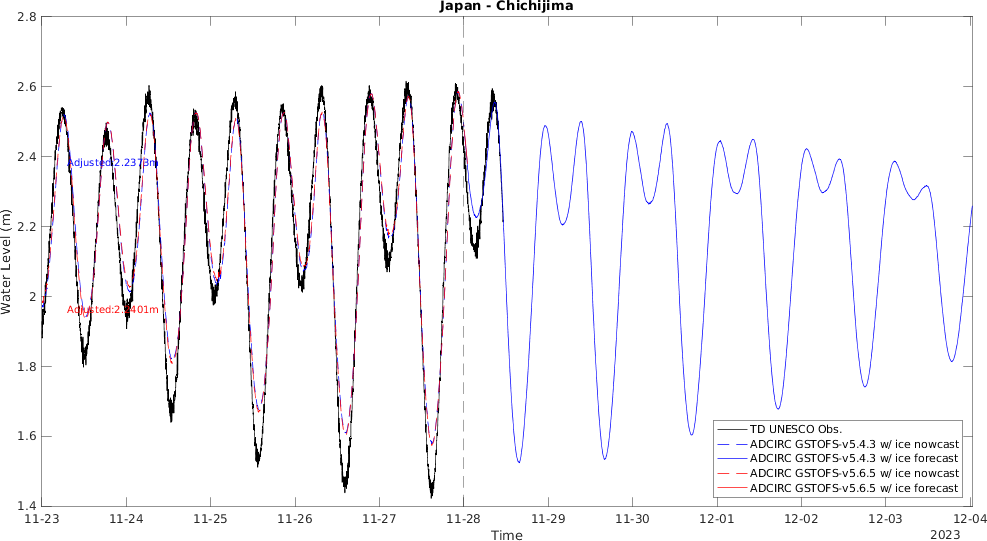 Japan - Chichijima
Water Level (m)
2.8
2.6
2.4
2.2
2
1.8
1.6
1.4
Adjusted:2.2373m
Adjusted:2.2401m
TD UNESCO Obs.
ADCIRC GSTOFS-v5.4.3 w/ ice nowcast
ADCIRC GSTOFS-v5.4.3 w/ ice forecast
ADCIRC GSTOFS-v5.6.5 w/ ice nowcast
ADCIRC GSTOFS-v5.6.5 w/ ice forecast
11-23 11-24 11-25 11-26 11-27 11-28 11-29 11-30 12-01 12-02 12-03 12-04
Time
2023